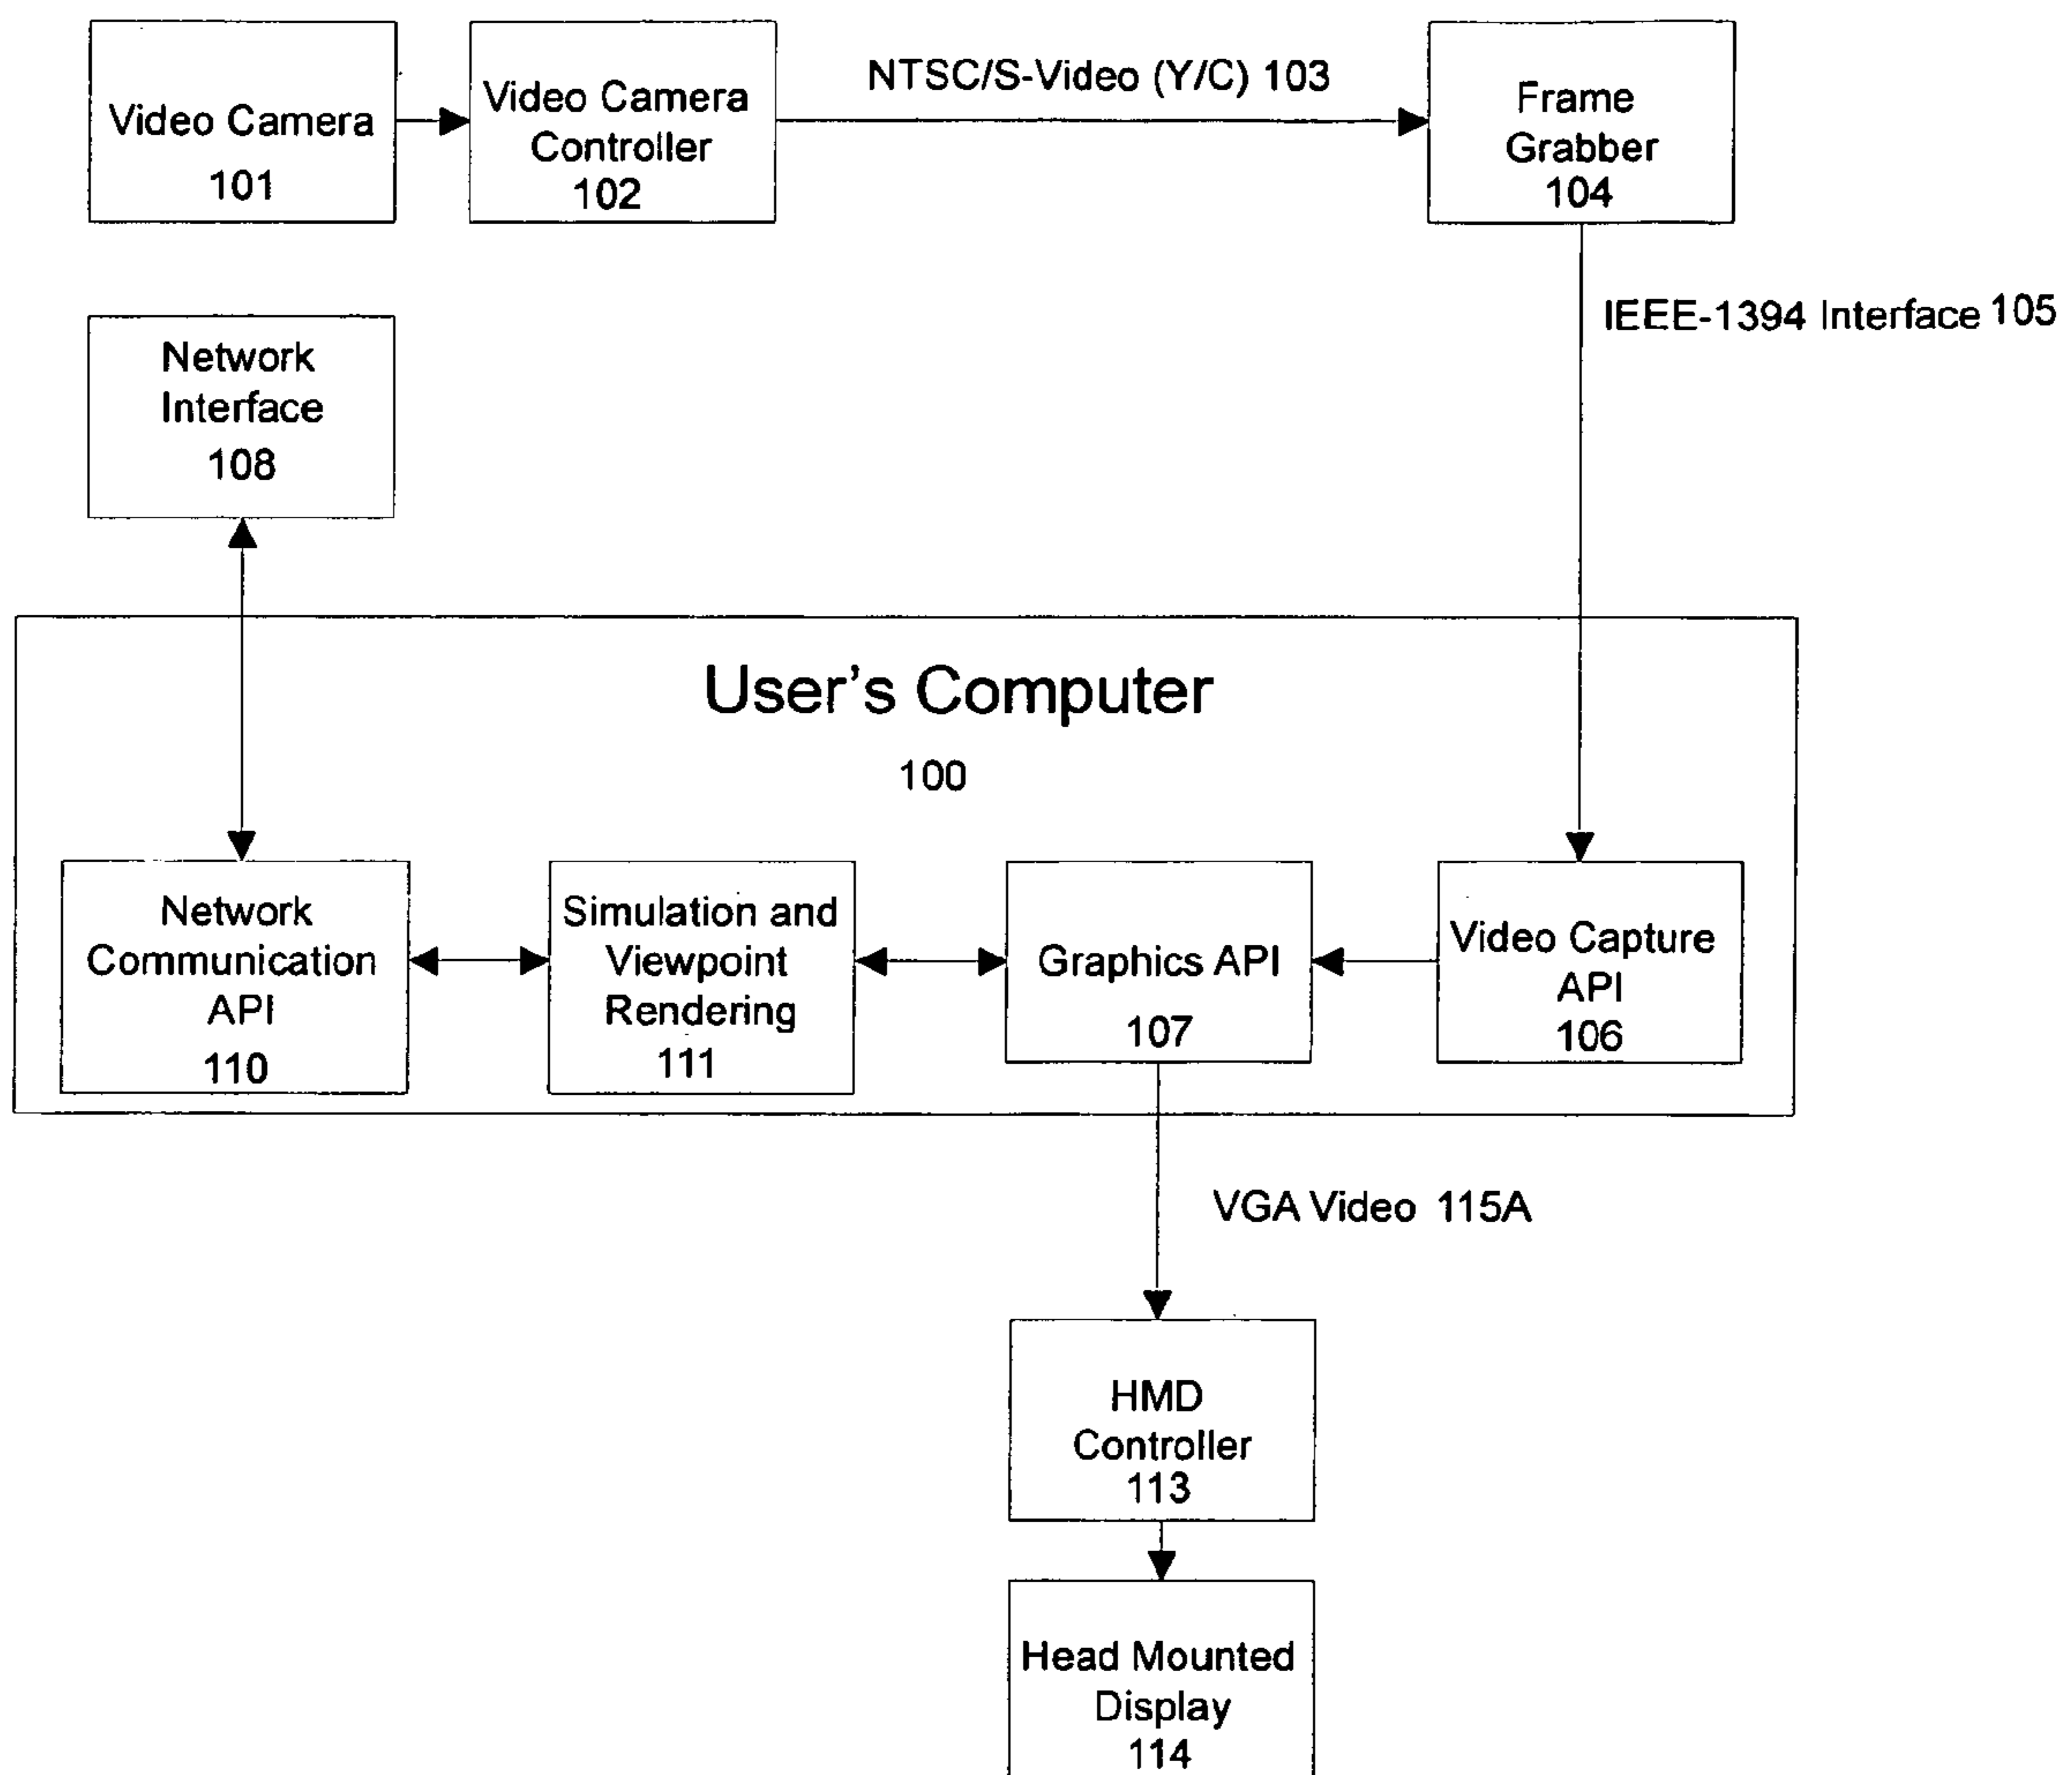 Video Camera
101
Video Camera
Controller
102
NTSC/S-Video (Y/C) 103
Frame
Grabber
104
IEEE-1394 Interface 105
Network
Interface
108
User's Computer
100
Network
Communication
API
110
Simulation and
Viewpoint
Rendering
111
Graphics API
107
Video Capture
API
106
VGA Video 115A
HMD
Controller
113
Head Mounted
Display
114